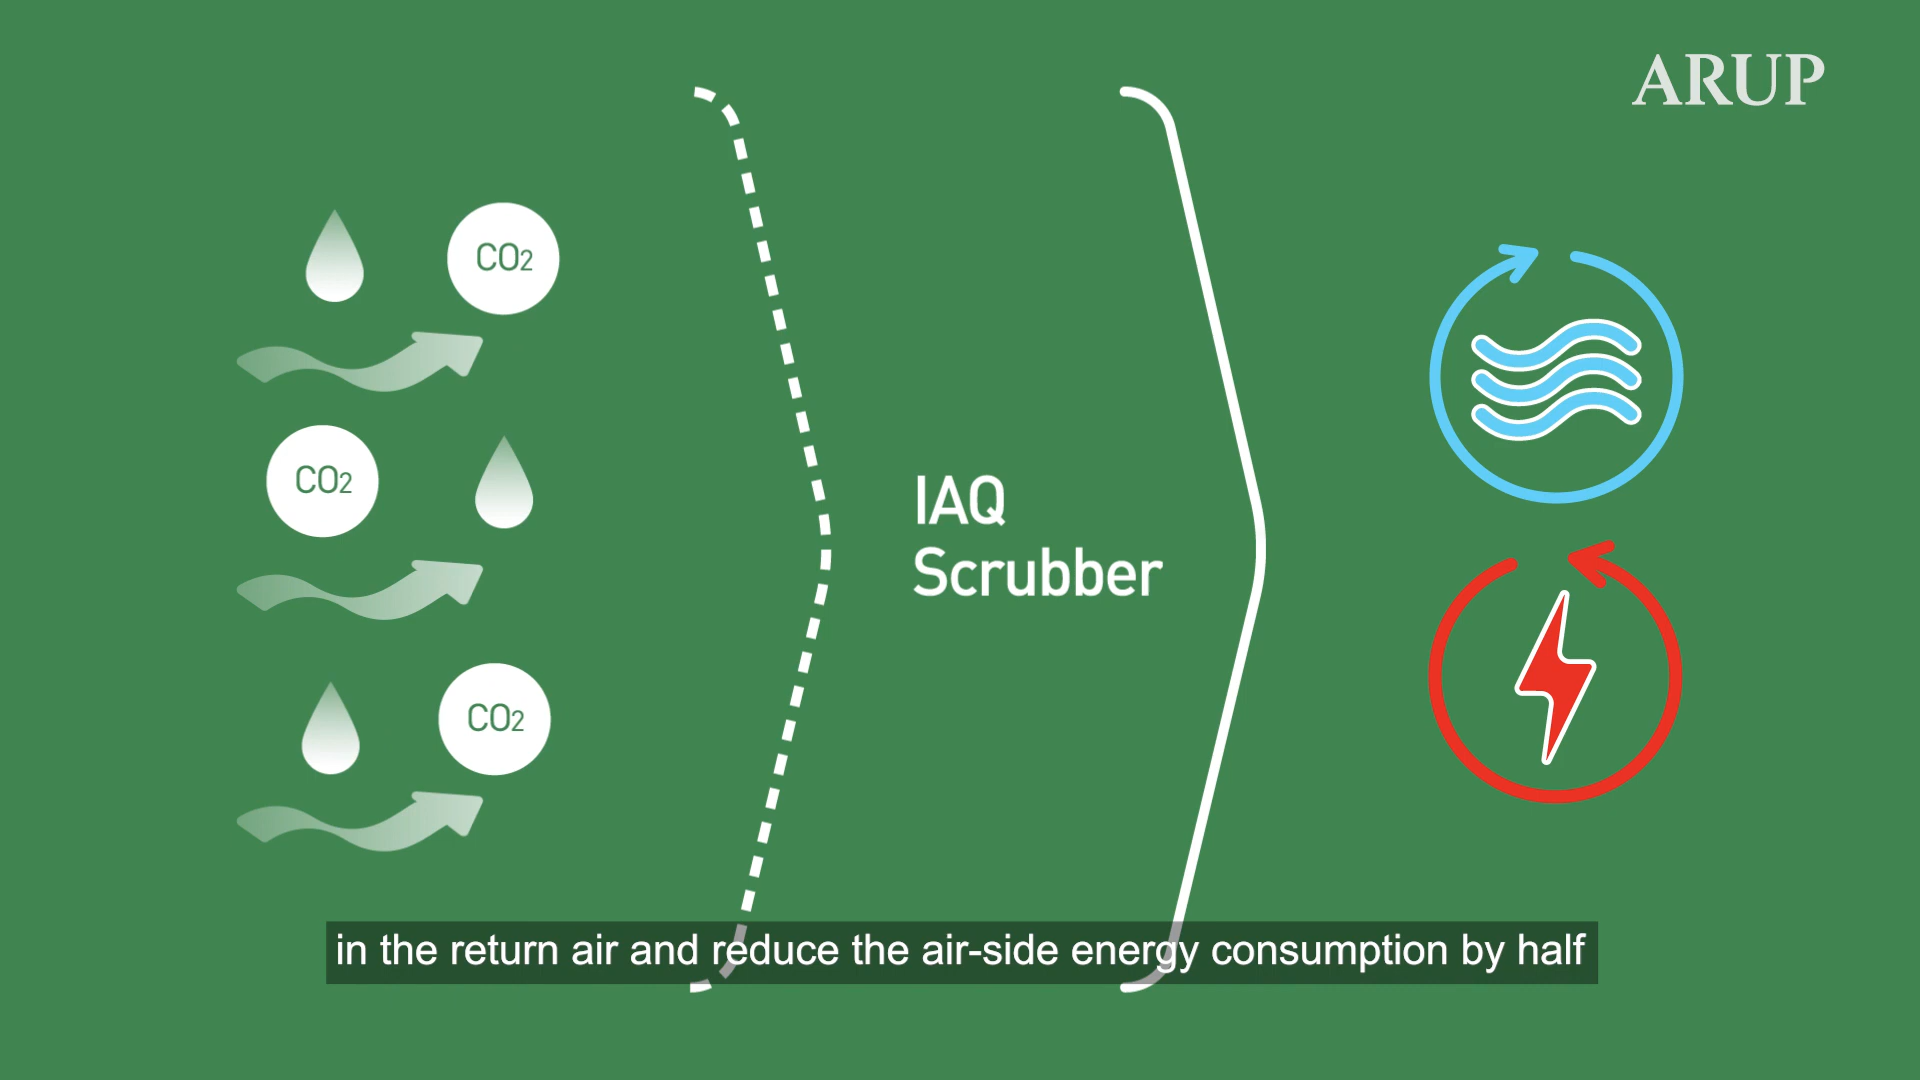 ARUP
CO2
CO2
IAQ
Scrubber
CO2
in the return air and reduce the air-side energy consumption by half